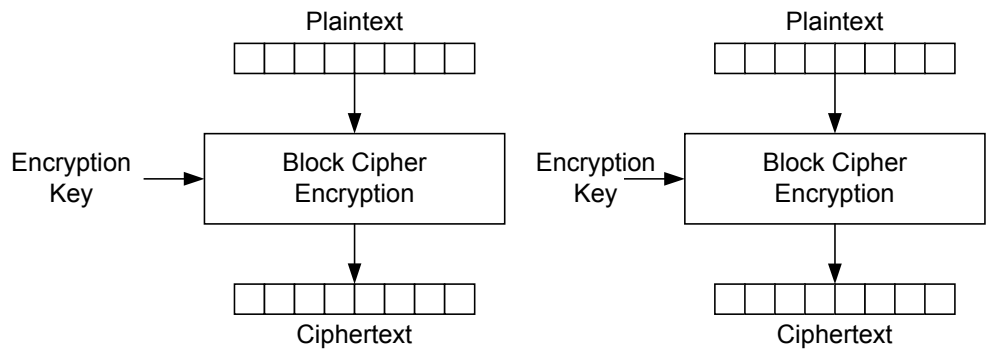 Plaintext
Plaintext
Encryption
Key
Block Cipher
Encryption
Encryption
Key
Block Cipher
Encryption
Ciphertext
Ciphertext